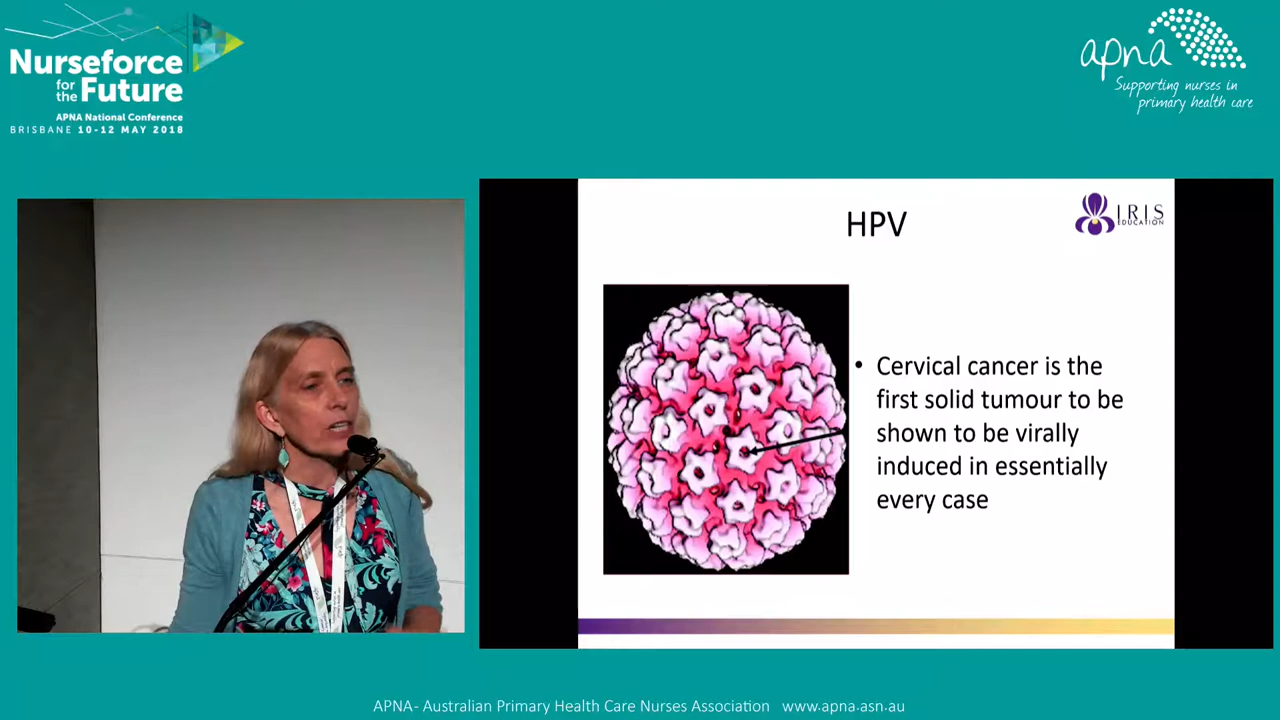 Nurseforce
for the Future
APNA National Conference
BRISBANE 10-12 MAY 2018
apna
Supporting nurses in
primary health care
HPV
IRIS
EDUCATION
• Cervical cancer is the
first solid tumour to be
shown to be virally
induced in essentially
every case
APNA- Australian Primary Health Care Nurses Association www.apna.asn.au